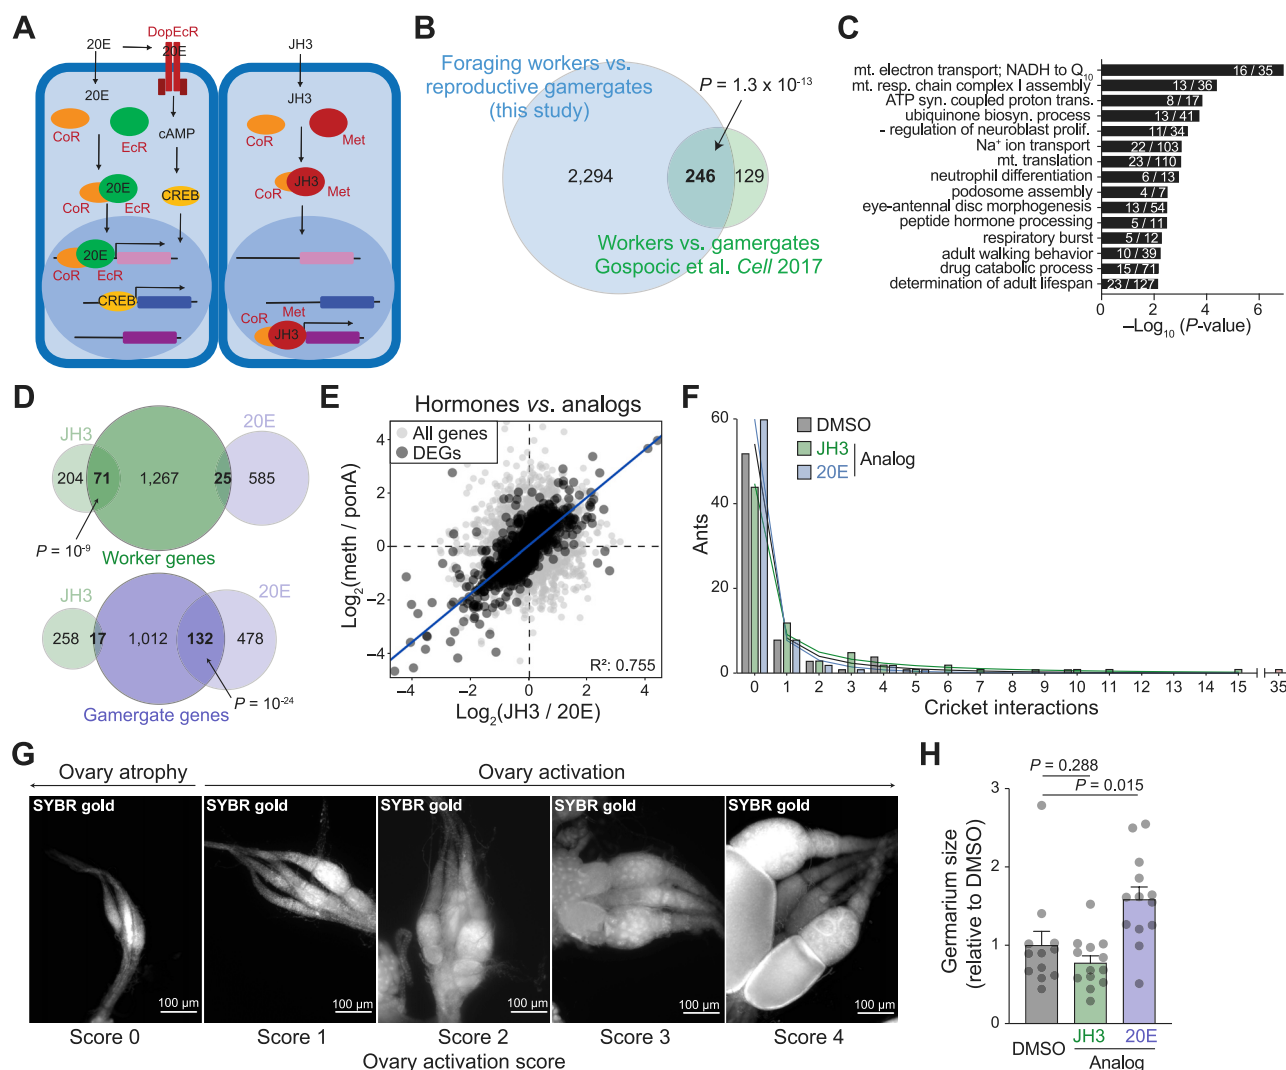 A
20E
DopEcR
20E
20E
CoR
EcR
cAMP
20E
CoR
EcR
CREB
20E
CoR
EcR
CREB
JH3
JH3
CoR
Met
JH3
CoR
Met
Met
CoR
JH3
B
Foraging workers vs.
reproductive gamergates
(this study)
P = 1.3 x 10-13
2,294
246
129
Workers vs. gamergates
Gospocic et al. Cell 2017
C
mt. electron transport; NADH to Q10 16 / 35
mt. resp. chain complex I assembly 13 / 36
ATP syn. coupled proton trans. 8 / 17
ubiquinone biosyn. process 13 / 41
- regulation of neuroblast prolif. 11/ 34
Na+ ion transport 22 / 103
mt. translation 23 / 110
neutrophil differentiation 6 / 13
podosome assembly 4 / 7
eye-antennal disc morphogenesis 13 / 54
peptide hormone processing 5 / 11
respiratory burst 5 / 12
adult walking behavior 10 / 39
drug catabolic process 15 / 71
determination of adult lifespan 23 / 127
0 2 4 6
–Log10 (P-value)
D
JH3
20E
204
71
1,267
25
585
P = 10-9
Worker genes
JH3
20E
258
17
1,012
132
478
P = 10-24
Gamergate genes
E
Hormones vs. analogs
All genes
DEGs
4
2
0
−2
−4
Log2(meth / ponA)
R²: 0.755
−4 −2 0 2 4
Log2(JH3 / 20E)
F
DMSO
JH3
20E
Analog
60
40
20
0
Ants
0 1 2 3 4 5 6 7 8 9 10 11 12 13 14 15 35
Cricket interactions
G
Ovary atrophy
Ovary activation
SYBR gold SYBR gold SYBR gold SYBR gold SYBR gold
100 µm 100 µm 100 µm 100 µm 100 µm
Score 0 Score 1 Score 2 Score 3 Score 4
Ovary activation score
H
P = 0.288
P = 0.015
3
2
1
0
Germarium size
(relative to DMSO)
DMSO
JH3
20E
Analog